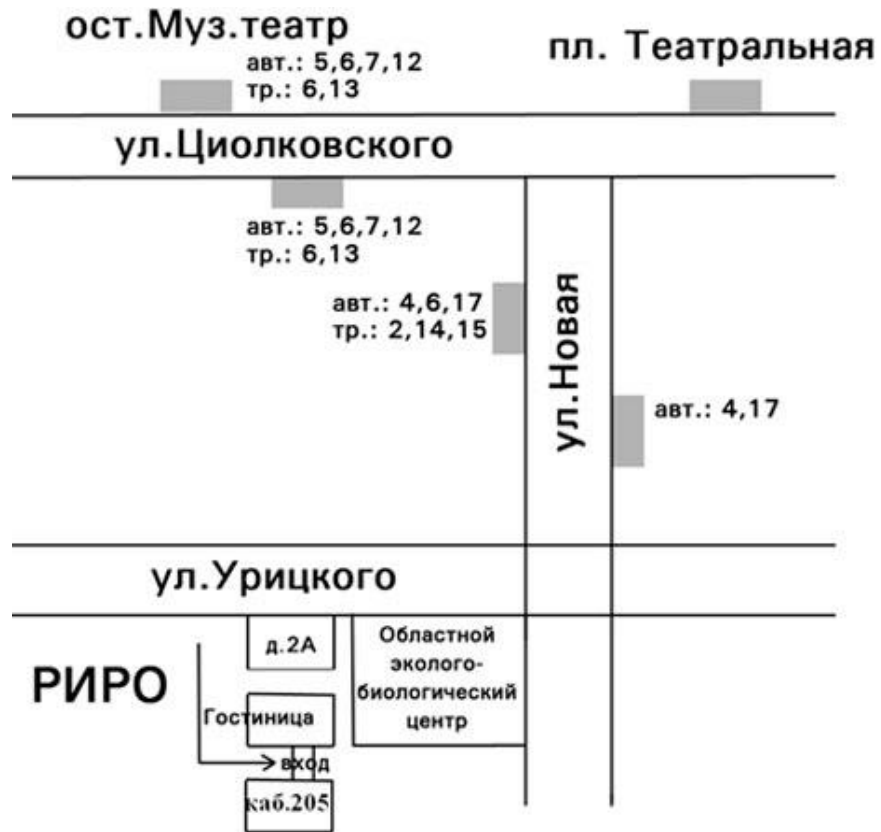 ост.Муз.театр
авт.: 5,6,7,12
тр.: 6,13
пл. Театральная
ул.Циолковского
авт.: 5,6,7,12
тр.: 6,13
авт.: 4,6,17
тр.: 2,14,15
ул.Новая
авт.: 4,17
ул.Урицкого
д.2А
Областной
эколого-
биологический
центр
РИРО
Гостиница
вход
каб.205